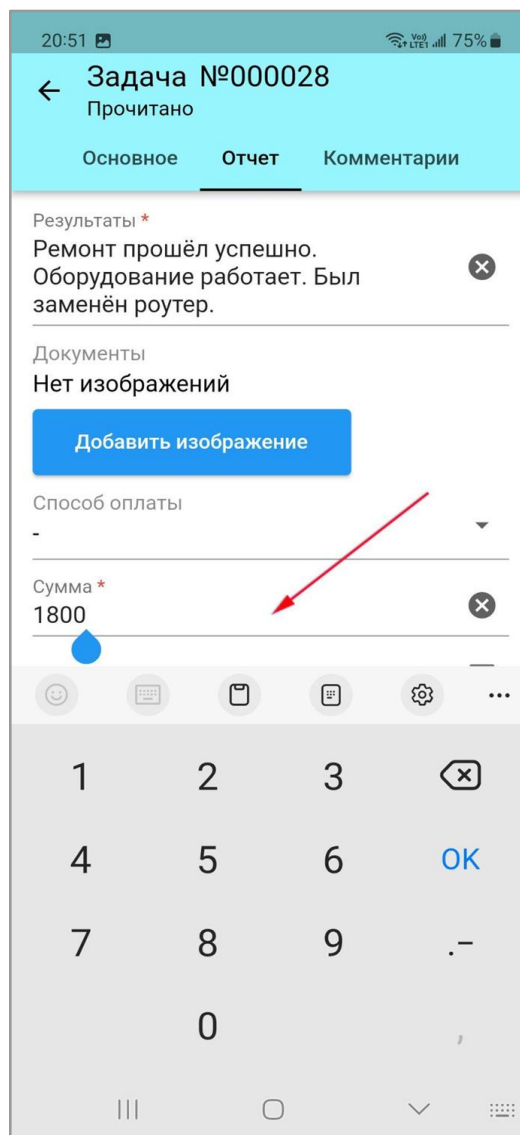 20:51 75%
Vo)) LTE1
Задача №000028
Прочитано
Основное Отчет Комментарии
Результаты *
Ремонт прошёл успешно.
Оборудование работает. Был
заменён роутер.
Документы
Нет изображений
Добавить изображение
Способ оплаты
-
Сумма *
1800
1 2 3
4 5 6 OK
7 8 9 .-
0 ,